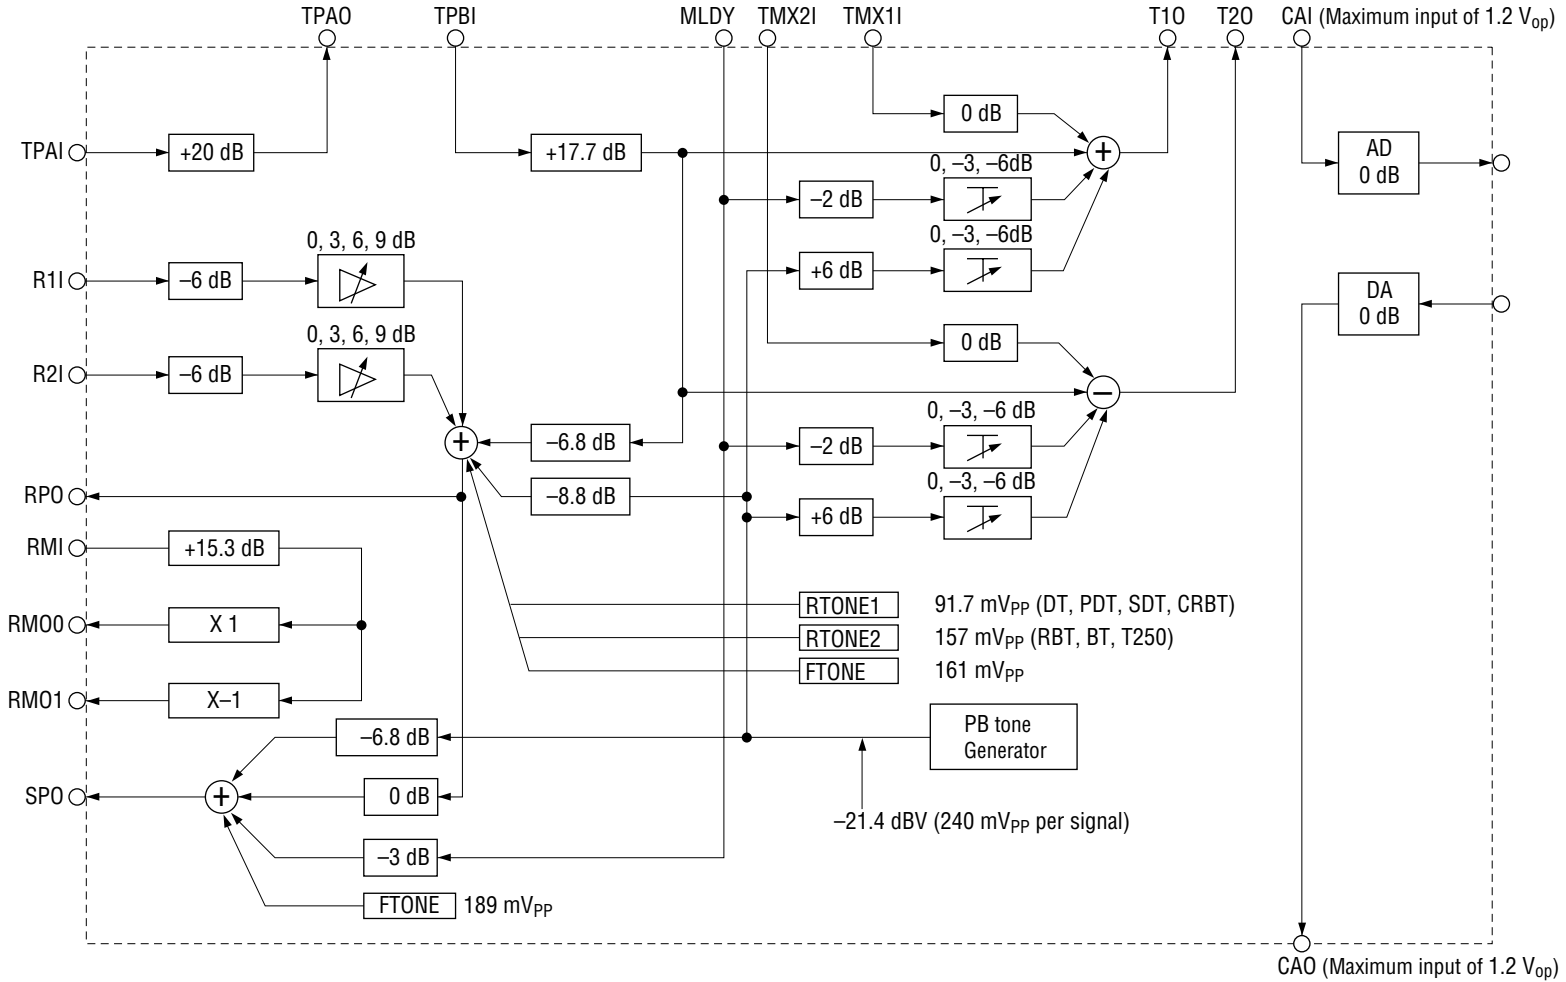 TPAO
TPBI
MLDY
TMX2I
TMX1I
T1O
T2O
CAI (Maximum input of 1.2 Vop)
TPAI
+20 dB
+17.7 dB
0 dB
+
AD
0 dB
0, –3, –6dB
–2 dB
0, –3, –6dB
+6 dB
R1I
–6 dB
0, 3, 6, 9 dB
R2I
–6 dB
0, 3, 6, 9 dB
DA
0 dB
0 dB
–
0, –3, –6 dB
–2 dB
0, –3, –6 dB
+6 dB
+
–6.8 dB
–8.8 dB
RPO
RMI
+15.3 dB
RMO0
X 1
RMO1
X–1
RTONE1
91.7 mVPP (DT, PDT, SDT, CRBT)
RTONE2
157 mVPP (RBT, BT, T250)
FTONE
161 mVPP
–6.8 dB
PB tone
Generator
SPO
+
0 dB
–21.4 dBV (240 mVPP per signal)
–3 dB
FTONE
189 mVPP
CAO (Maximum input of 1.2 Vop)